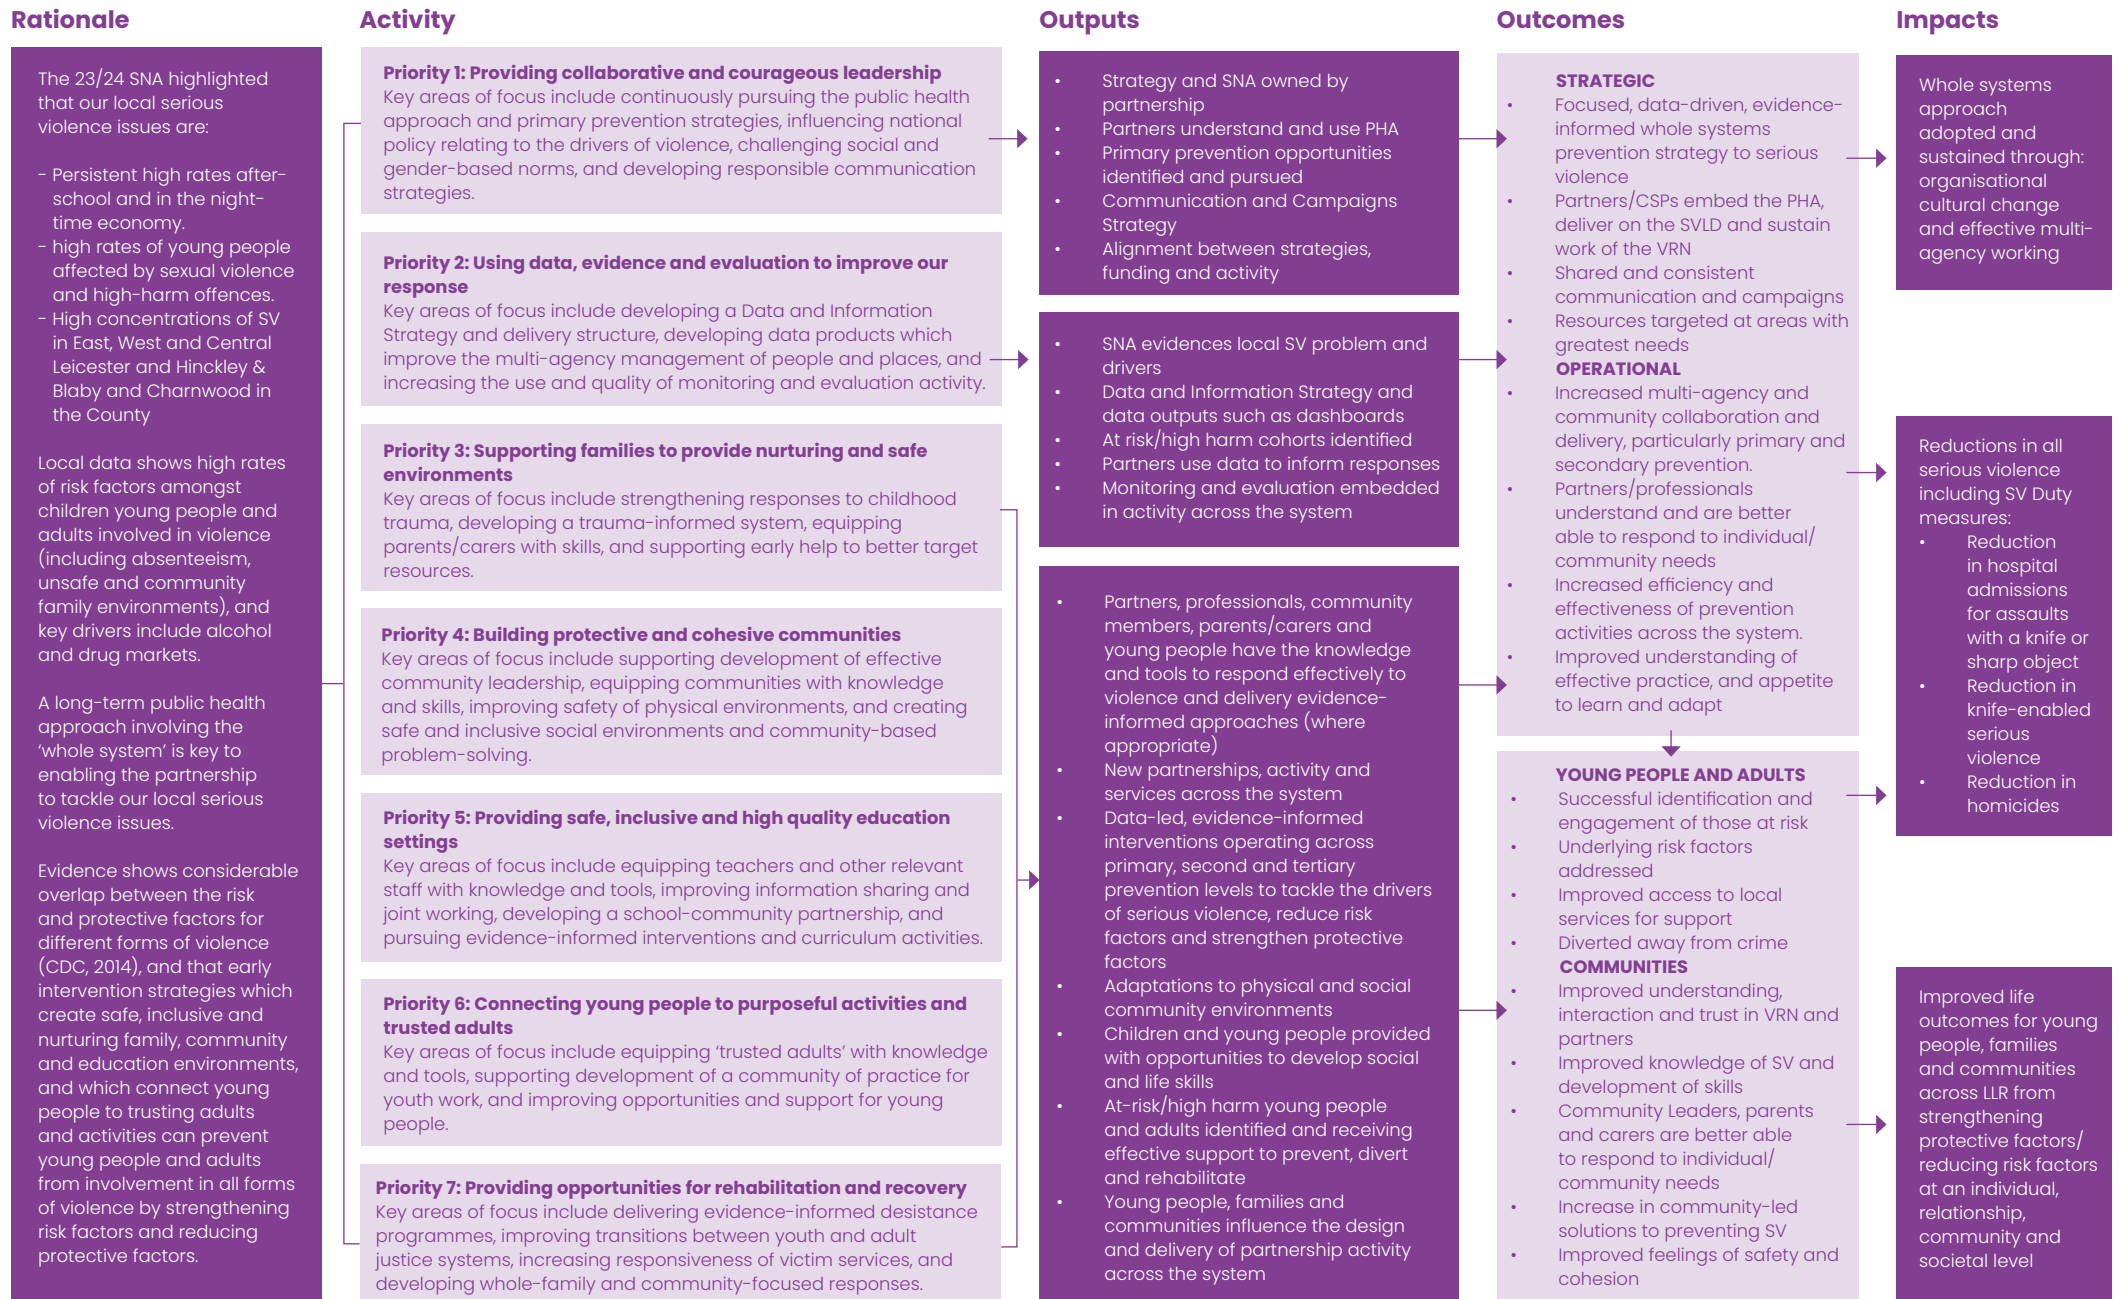 Rationale
The 23/24 SNA highlighted
that our local serious
violence issues are:
- Persistent high rates after-
school and in the night-
time economy.
- high rates of young people
affected by sexual violence
and high-harm offences.
- High concentrations of SV
in East, West and Central
Leicester and Hinckley &
Blaby and Charnwood in
the County
Local data shows high rates
of risk factors amongst
children young people and
adults involved in violence
(including absenteeism,
unsafe and community
family environments), and
key drivers include alcohol
and drug markets.
A long-term public health
approach involving the
‘whole system’ is key to
enabling the partnership
to tackle our local serious
violence issues.
Evidence shows considerable
overlap between the risk
and protective factors for
different forms of violence
(CDC, 2014), and that early
intervention strategies which
create safe, inclusive and
nurturing family, community
and education environments,
and which connect young
people to trusting adults
and activities can prevent
young people and adults
from involvement in all forms
of violence by strengthening
risk factors and reducing
protective factors.
Activity
Priority 1: Providing collaborative and courageous leadership
Key areas of focus include continuously pursuing the public health
approach and primary prevention strategies, influencing national
policy relating to the drivers of violence, challenging social and
gender-based norms, and developing responsible communication
strategies.
Priority 2: Using data, evidence and evaluation to improve our
response
Key areas of focus include developing a Data and Information
Strategy and delivery structure, developing data products which
improve the multi-agency management of people and places, and
increasing the use and quality of monitoring and evaluation activity.
Priority 3: Supporting families to provide nurturing and safe
environments
Key areas of focus include strengthening responses to childhood
trauma, developing a trauma-informed system, equipping
parents/carers with skills, and supporting early help to better target
resources.
Priority 4: Building protective and cohesive communities
Key areas of focus include supporting development of effective
community leadership, equipping communities with knowledge
and skills, improving safety of physical environments, and creating
safe and inclusive social environments and community-based
problem-solving.
Priority 5: Providing safe, inclusive and high quality education
settings
Key areas of focus include equipping teachers and other relevant
staff with knowledge and tools, improving information sharing and
joint working, developing a school-community partnership, and
pursuing evidence-informed interventions and curriculum activities.
Priority 6: Connecting young people to purposeful activities and
trusted adults
Key areas of focus include equipping ‘trusted adults’ with knowledge
and tools, supporting development of a community of practice for
youth work, and improving opportunities and support for young
people.
Priority 7: Providing opportunities for rehabilitation and recovery
Key areas of focus include delivering evidence-informed desistance
programmes, improving transitions between youth and adult
justice systems, increasing responsiveness of victim services, and
developing whole-family and community-focused responses.
Outputs
• Strategy and SNA owned by
partnership
• Partners understand and use PHA
• Primary prevention opportunities
identified and pursued
• Communication and Campaigns
Strategy
• Alignment between strategies,
funding and activity
• SNA evidences local SV problem and
drivers
• Data and Information Strategy and
data outputs such as dashboards
• At risk/high harm cohorts identified
• Partners use data to inform responses
• Monitoring and evaluation embedded
in activity across the system
• Partners, professionals, community
members, parents/carers and
young people have the knowledge
and tools to respond effectively to
violence and delivery evidence-
informed approaches (where
appropriate)
• New partnerships, activity and
services across the system
• Data-led, evidence-informed
interventions operating across
primary, second and tertiary
prevention levels to tackle the drivers
of serious violence, reduce risk
factors and strengthen protective
factors
• Adaptations to physical and social
community environments
• Children and young people provided
with opportunities to develop social
and life skills
• At-risk/high harm young people
and adults identified and receiving
effective support to prevent, divert
and rehabilitate
• Young people, families and
communities influence the design
and delivery of partnership activity
across the system
Outcomes
STRATEGIC
• Focused, data-driven, evidence-
informed whole systems
prevention strategy to serious
violence
• Partners/CSPs embed the PHA,
deliver on the SVLD and sustain
work of the VRN
• Shared and consistent
communication and campaigns
• Resources targeted at areas with
greatest needs
OPERATIONAL
• Increased multi-agency and
community collaboration and
delivery, particularly primary and
secondary prevention.
• Partners/professionals
understand and are better
able to respond to individual/
community needs
• Increased efficiency and
effectiveness of prevention
activities across the system.
• Improved understanding of
effective practice, and appetite
to learn and adapt
YOUNG PEOPLE AND ADULTS
• Successful identification and
engagement of those at risk
• Underlying risk factors
addressed
• Improved access to local
services for support
• Diverted away from crime
COMMUNITIES
• Improved understanding,
interaction and trust in VRN and
partners
• Improved knowledge of SV and
development of skills
• Community Leaders, parents
and carers are better able
to respond to individual/
community needs
• Increase in community-led
solutions to preventing SV
• Improved feelings of safety and
cohesion
Impacts
Whole systems
approach
adopted and
sustained through:
organisational
cultural change
and effective multi-
agency working
Reductions in all
serious violence
including SV Duty
measures:
• Reduction
in hospital
admissions
for assaults
with a knife or
sharp object
• Reduction in
knife-enabled
serious
violence
• Reduction in
homicides
Improved life
outcomes for young
people, families
and communities
across LLR from
strengthening
protective factors/
reducing risk factors
at an individual,
relationship,
community and
societal level